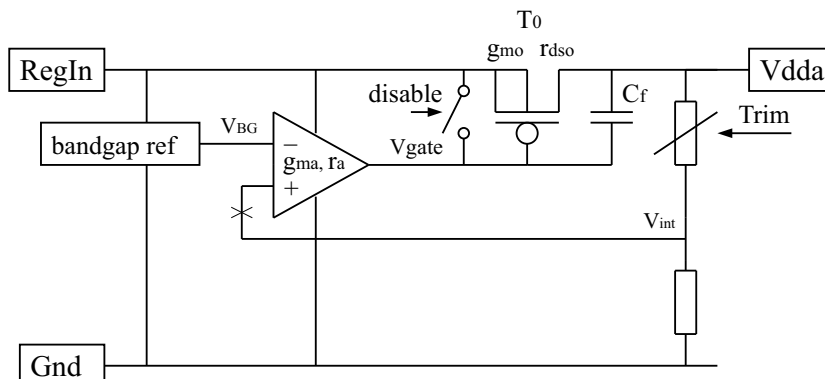 T0
gmo rdso
RegIn
Vdda
disable
Cf
VBG
Trim
bandgap ref
Vgate
−
gma, ra
+
Vint
Gnd